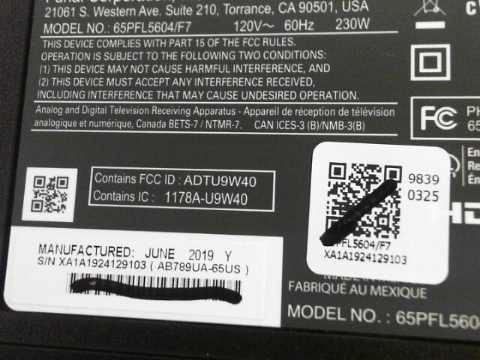 21061 S. Western Ave. Suite 210, Torrance, CA 90501, USA
MODEL NO.: 65PFL5604/F7 120V~ 60Hz 230W
THIS DEVICE COMPLIES WITH PART 15 OF THE FCC RULES.
OPERATION IS SUBJECT TO THE FOLLOWING TWO CONDITIONS:
(1) THIS DEVICE MAY NOT CAUSE HARMFUL INTERFERENCE, AND
(2) THIS DEVICE MUST ACCEPT ANY INTERFERENCE RECEIVED,
INCLUDING INTERFERENCE THAT MAY CAUSE UNDESIRED OPERATION.
Analog and Digital Television Receiving Apparatus - Appareil de réception de télévision
analogique et numérique, Canada BETS-7 / NTMR-7. CAN ICES-3 (B)/NMB-3(B)
FC
Contains FCC ID : ADTU9W40
Contains IC : 1178A-U9W40
9839
0325
PFL5604/F7
XA1A1924129103
MANUFACTURED: JUNE 2019 Y
S/N XA1A1924129103 ( AB789UA-65US )
FABRIQUÉ AU MEXIQUE
MODEL NO. : 65PFL560